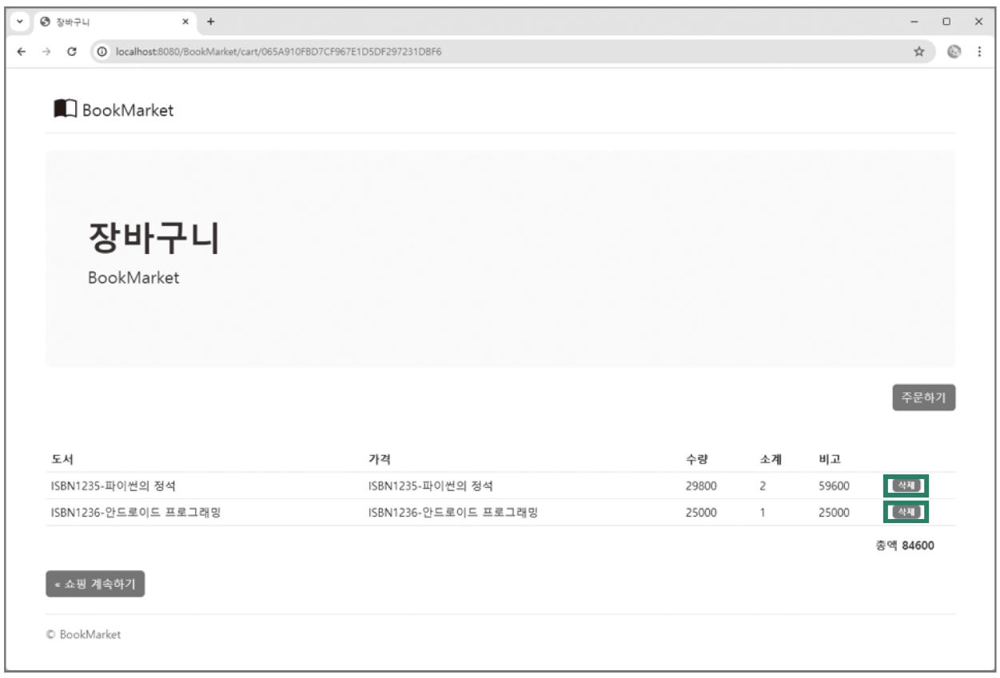 장바구니
localhost:8080/BookMarket/cart/065A910FBD7CF967E1D5DF297231DBF6
BookMarket
장바구니
BookMarket
주문하기
도서 가격 수량 소계 비고
ISBN1235-파이썬의 정석 ISBN1235-파이썬의 정석 29800 2 59600 삭제
ISBN1236-안드로이드 프로그래밍 ISBN1236-안드로이드 프로그래밍 25000 1 25000 삭제
총액 84600
« 쇼핑 계속하기
© BookMarket